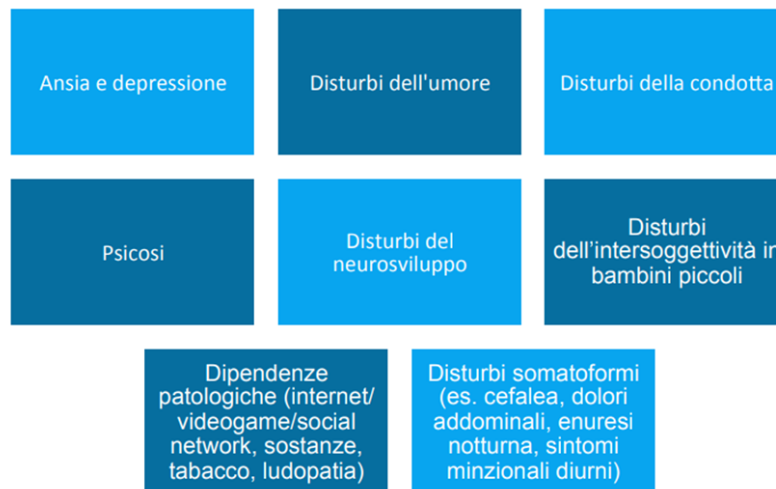 Ansia e depressione
Disturbi dell'umore
Disturbi della condotta
Psicosi
Disturbi del
neurosviluppo
Disturbi
dell’intersoggettività in
bambini piccoli
Dipendenze
patologiche (internet/
videogame/social
network, sostanze,
tabacco, ludopatia)
Disturbi somatoformi
(es. cefalea, dolori
addominali, enuresi
notturna, sintomi
minzionali diurni)